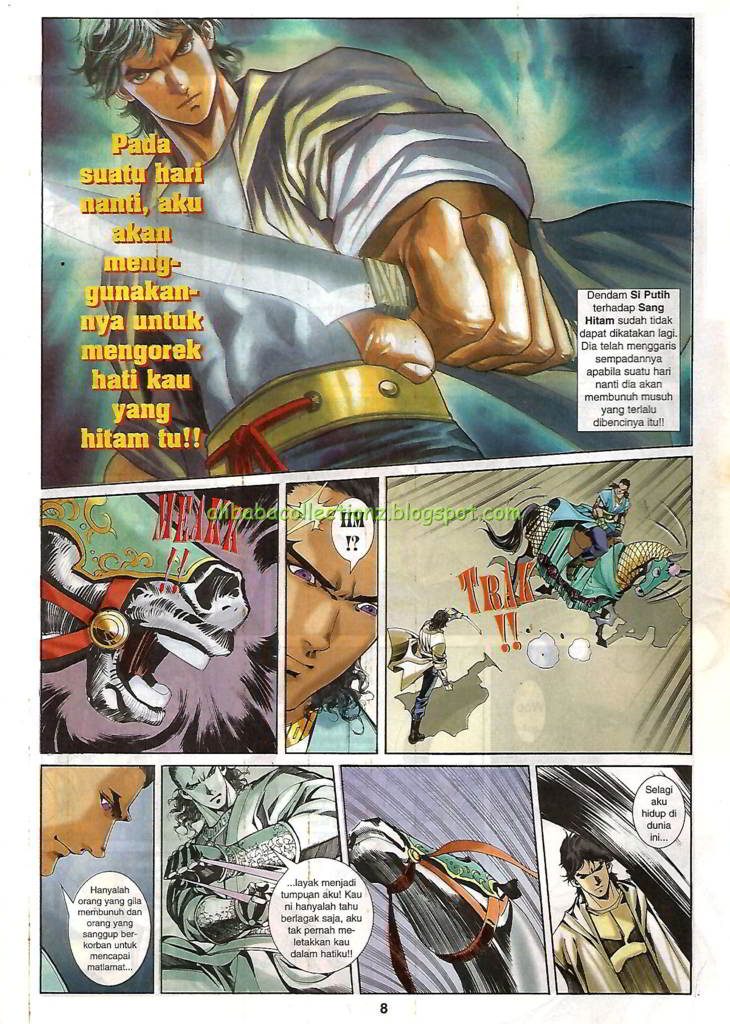 Pada
suatu hari
nanti, aku
akan
meng-
gunakan-
nya untuk
mengorek
hati kau
yang
hitam tu!!
Dendam Si Putih
terhadap Sang
Hitam sudah tidak
dapat dikatakan lagi.
Dia telah menggaris
sempadannya
apabila suatu hari
nanti dia akan
membunuh musuh
yang terlalu
dibencinya itu!!
alibabacollectionz.blogspot.com
HM
!?
TRAK
!!
Hanyalah
orang yang gila
membunuh dan
orang yang
sanggup ber-
korban untuk
mencapai
matlamat...
...layak menjadi
tumpuan aku! Kau
ni hanyalah tahu
berlagak saja, aku
tak pernah me-
letakkan kau
dalam hatiku!!
Selagi
aku
hidup di
dunia
ini...
8